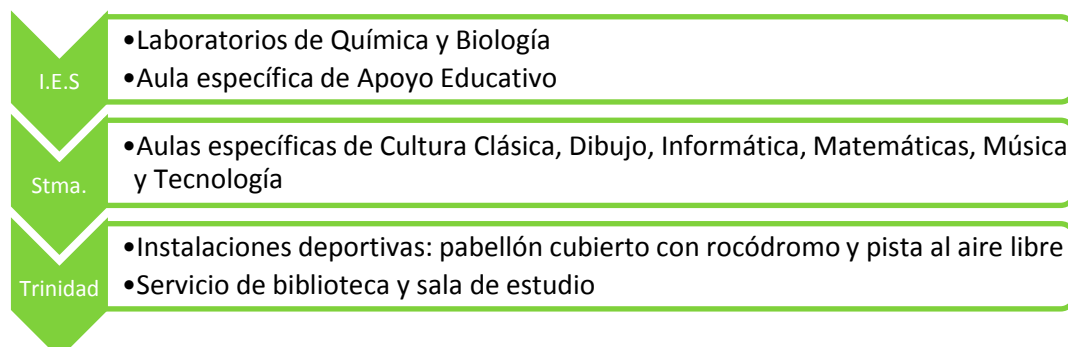 I.E.S
•Laboratorios de Química y Biología
•Aula específica de Apoyo Educativo
Stma.
•Aulas específicas de Cultura Clásica, Dibujo, Informática, Matemáticas, Música
y Tecnología
Trinidad
•Instalaciones deportivas: pabellón cubierto con rocódromo y pista al aire libre
•Servicio de biblioteca y sala de estudio